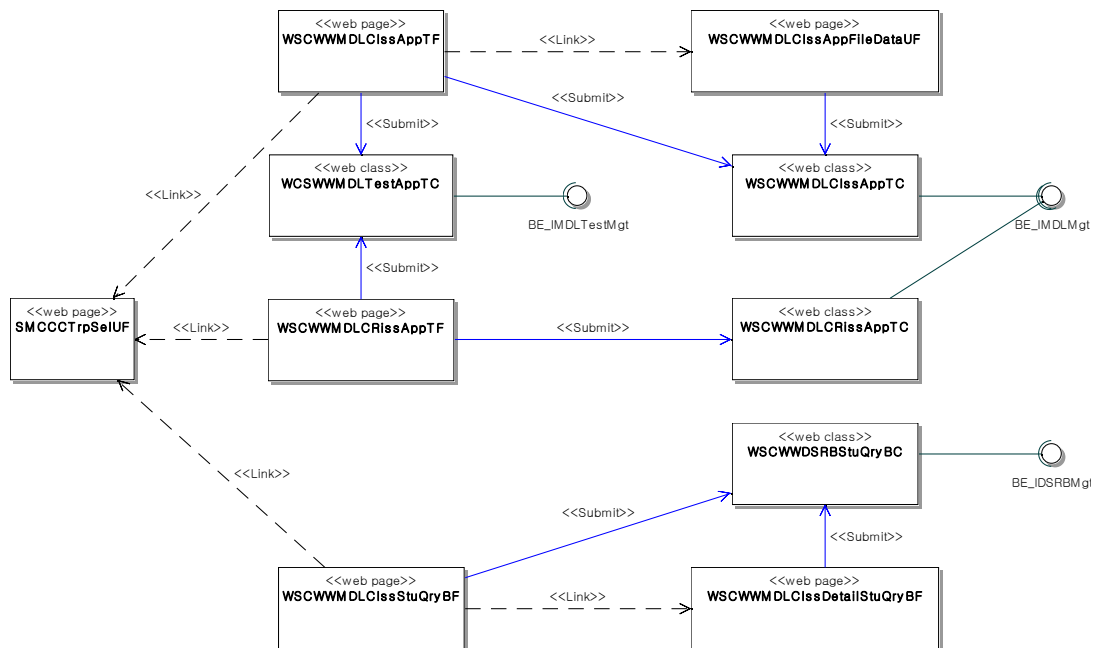 <<web page>>
WSCWWMDLClssAppTF
<<Link>>
<<web page>>
WSCWWMDLClssAppFileDataUF
<<Submit>>
<<Submit>>
<<Submit>>
<<web class>>
WCSWWMDLTestAppTC
<<web class>>
WSCWWMDLClssAppTC
<<Link>>
BE_IMDLTestMgt
BE_IMDLMgt
<<Submit>>
<<web page>>
SMCCCTrpSelUF
<<Link>>
<<web page>>
WSCWWMDLCRlssAppTF
<<Submit>>
<<web class>>
WSCWWMDLCRlssAppTC
<<web class>>
WSCWWDSRBStuQryBC
<<Link>>
BE_IDSRBMgt
<<Submit>>
<<Submit>>
<<web page>>
WSCWWMDLClssStuQryBF
<<Link>>
<<web page>>
WSCWWMDLClssDetailStuQryBF